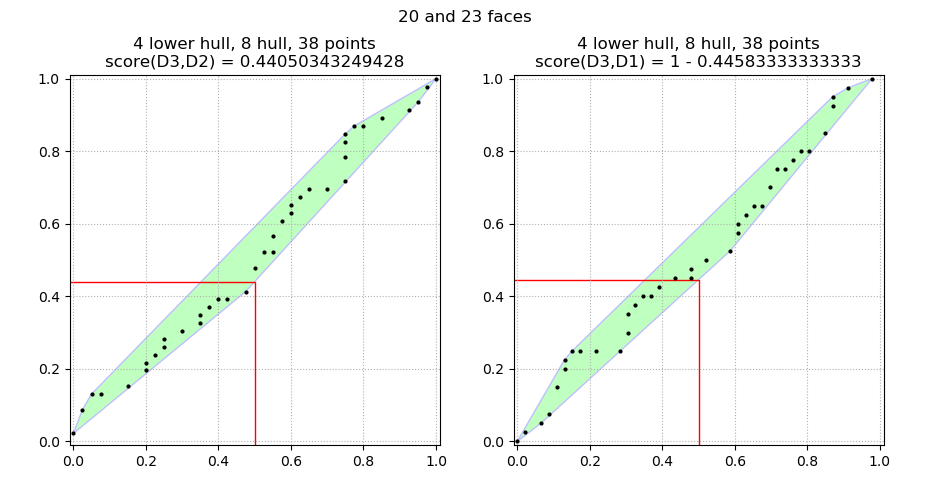 20 and 23 faces
4 lower hull, 8 hull, 38 points
score(D3,D2) = 0.44050343249428
1.0
0.8
0.6
0.4
0.2
0.0
0.0 0.2 0.4 0.6 0.8 1.0
4 lower hull, 8 hull, 38 points
score(D3,D1) = 1 - 0.44583333333333
1.0
0.8
0.6
0.4
0.2
0.0
0.0 0.2 0.4 0.6 0.8 1.0